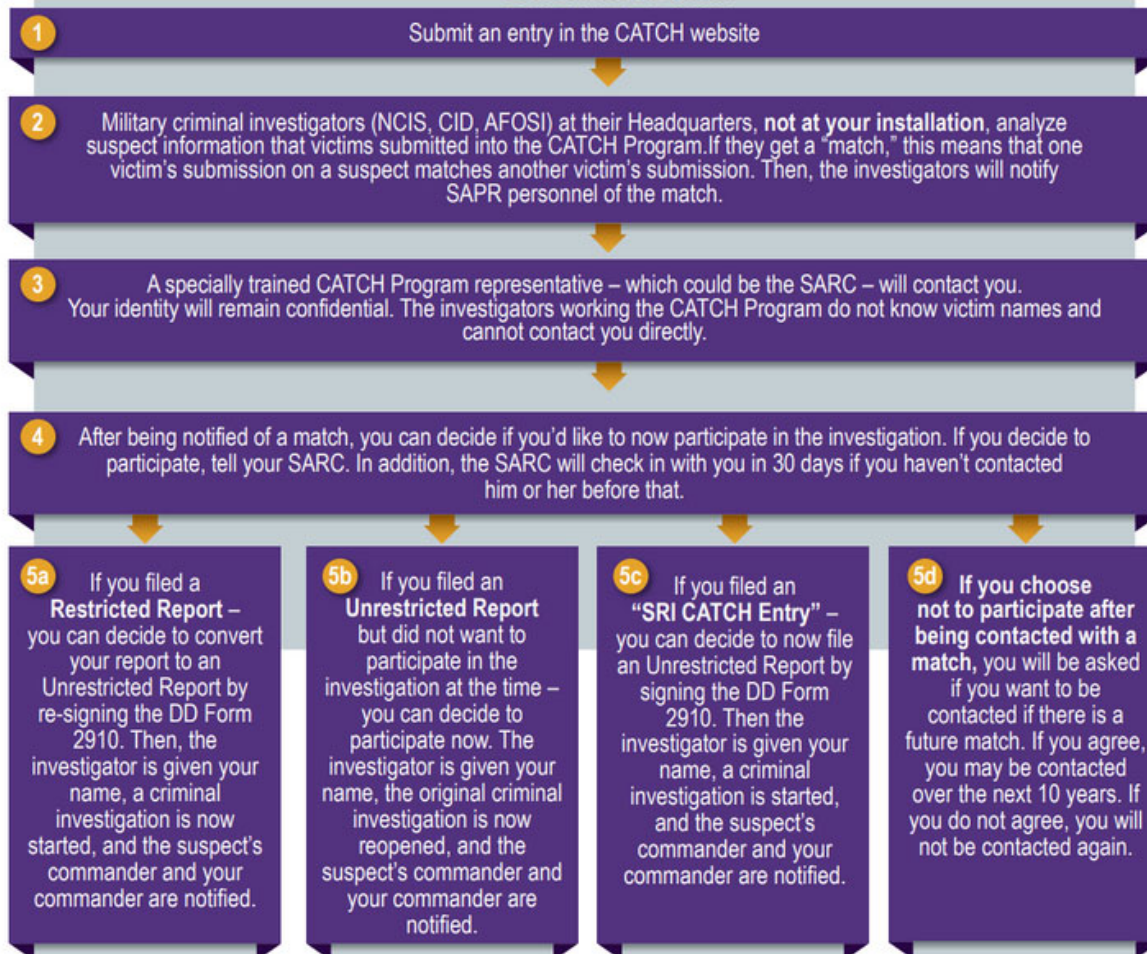 1
Submit an entry in the CATCH website
2
Military criminal investigators (NCIS, CID, AFOSI) at their Headquarters, not at your installation, analyze
suspect information that victims submitted into the CATCH Program.If they get a “match,” this means that one
victim’s submission on a suspect matches another victim’s submission. Then, the investigators will notify
SAPR personnel of the match.
3
A specially trained CATCH Program representative – which could be the SARC – will contact you.
Your identity will remain confidential. The investigators working the CATCH Program do not know victim names and
cannot contact you directly.
4
After being notified of a match, you can decide if you’d like to now participate in the investigation. If you decide to
participate, tell your SARC. In addition, the SARC will check in with you in 30 days if you haven’t contacted
him or her before that.
5a
If you filed a
Restricted Report –
you can decide to convert
your report to an
Unrestricted Report by
re-signing the DD Form
2910. Then, the
investigator is given your
name, a criminal
investigation is now
started, and the suspect’s
commander and your
commander are notified.
5b
If you filed an
Unrestricted Report
but did not want to
participate in the
investigation at the time –
you can decide to
participate now. The
investigator is given your
name, the original criminal
investigation is now
reopened, and the
suspect’s commander and
your commander are
notified.
5c
If you filed an
“SRI CATCH Entry” –
you can decide to now file
an Unrestricted Report by
signing the DD Form
2910. Then the
investigator is given your
name, a criminal
investigation is started,
and the suspect’s
commander and your
commander are notified.
5d
If you choose
not to participate after
being contacted with a
match, you will be asked
if you want to be
contacted if there is a
future match. If you agree,
you may be contacted
over the next 10 years. If
you do not agree, you will
not be contacted again.